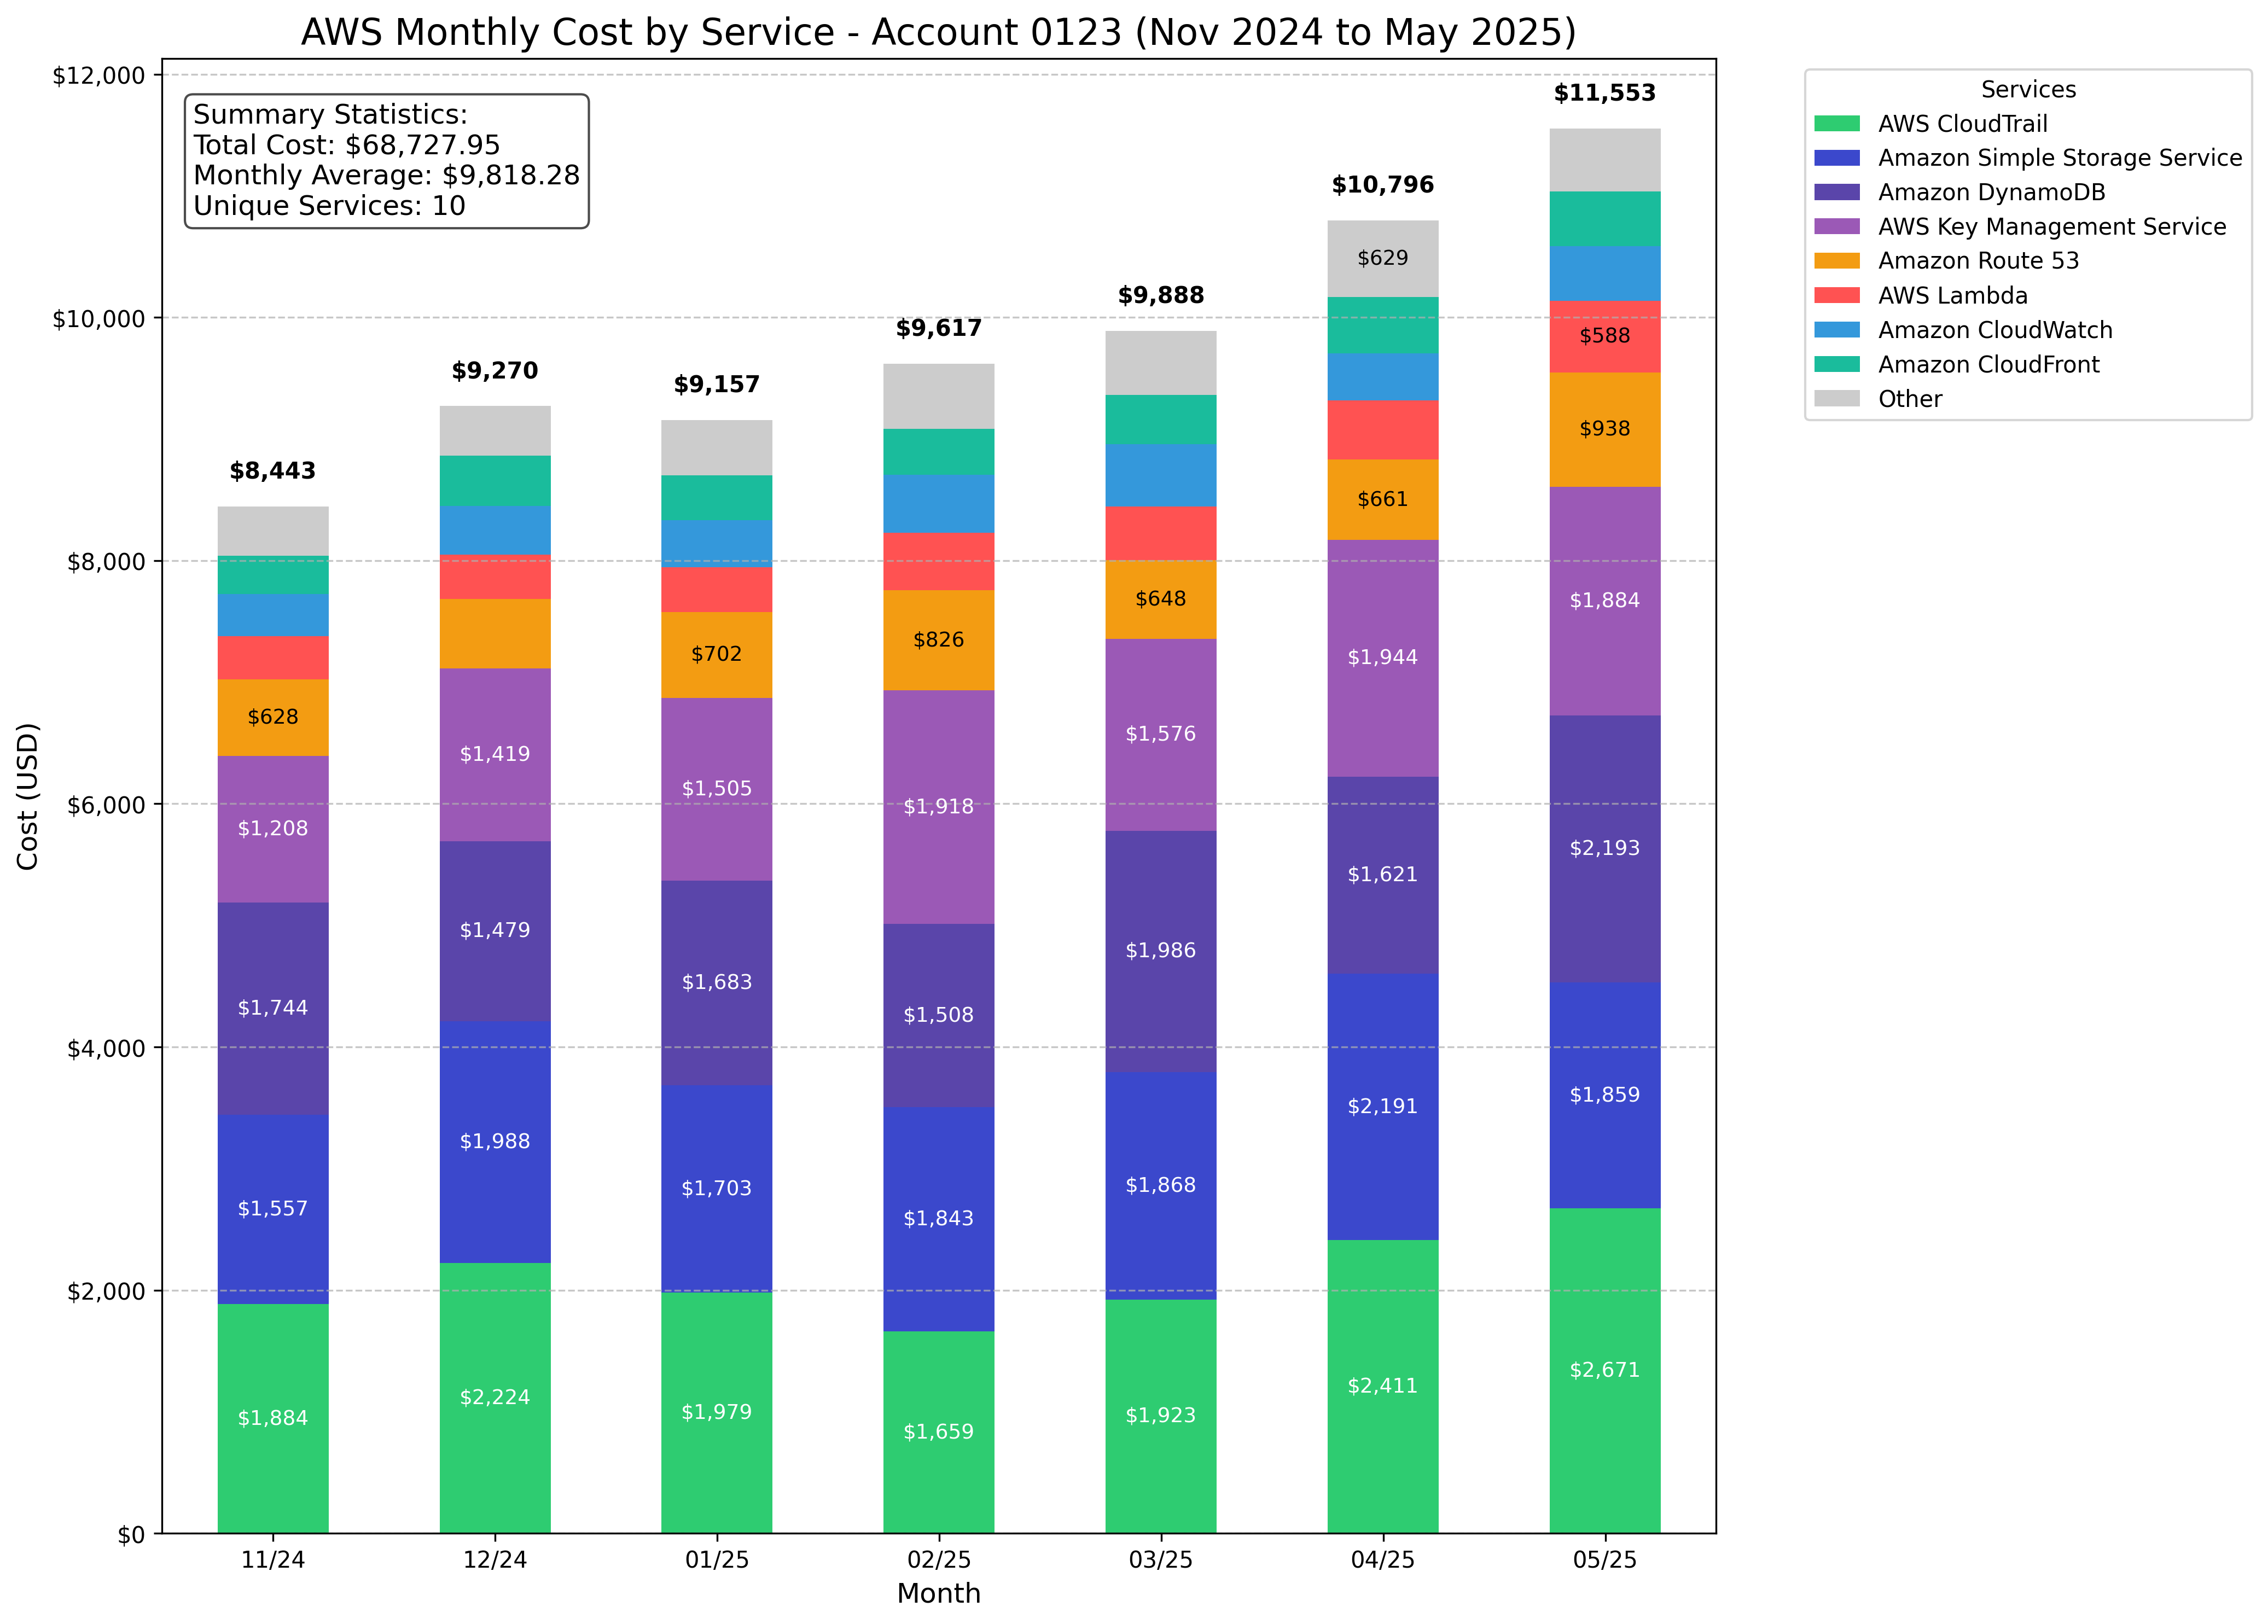 AWS Monthly Cost by Service - Account 0123 (Nov 2024 to May 2025)
Summary Statistics:
Total Cost: $68,727.95
Monthly Average: $9,818.28
Unique Services: 10
Services
AWS CloudTrail
Amazon Simple Storage Service
Amazon DynamoDB
AWS Key Management Service
Amazon Route 53
AWS Lambda
Amazon CloudWatch
Amazon CloudFront
Other
Cost (USD)
$12,000
$10,000
$8,000
$6,000
$4,000
$2,000
$0
$8,443
$628
$1,208
$1,744
$1,557
$1,884
$9,270
$1,419
$1,479
$1,988
$2,224
$9,157
$702
$1,505
$1,683
$1,703
$1,979
$9,617
$826
$1,918
$1,508
$1,843
$1,659
$9,888
$648
$1,576
$1,986
$1,868
$1,923
$10,796
$629
$661
$1,944
$1,621
$2,191
$2,411
$11,553
$588
$938
$1,884
$2,193
$1,859
$2,671
11/24 12/24 01/25 02/25 03/25 04/25 05/25
Month